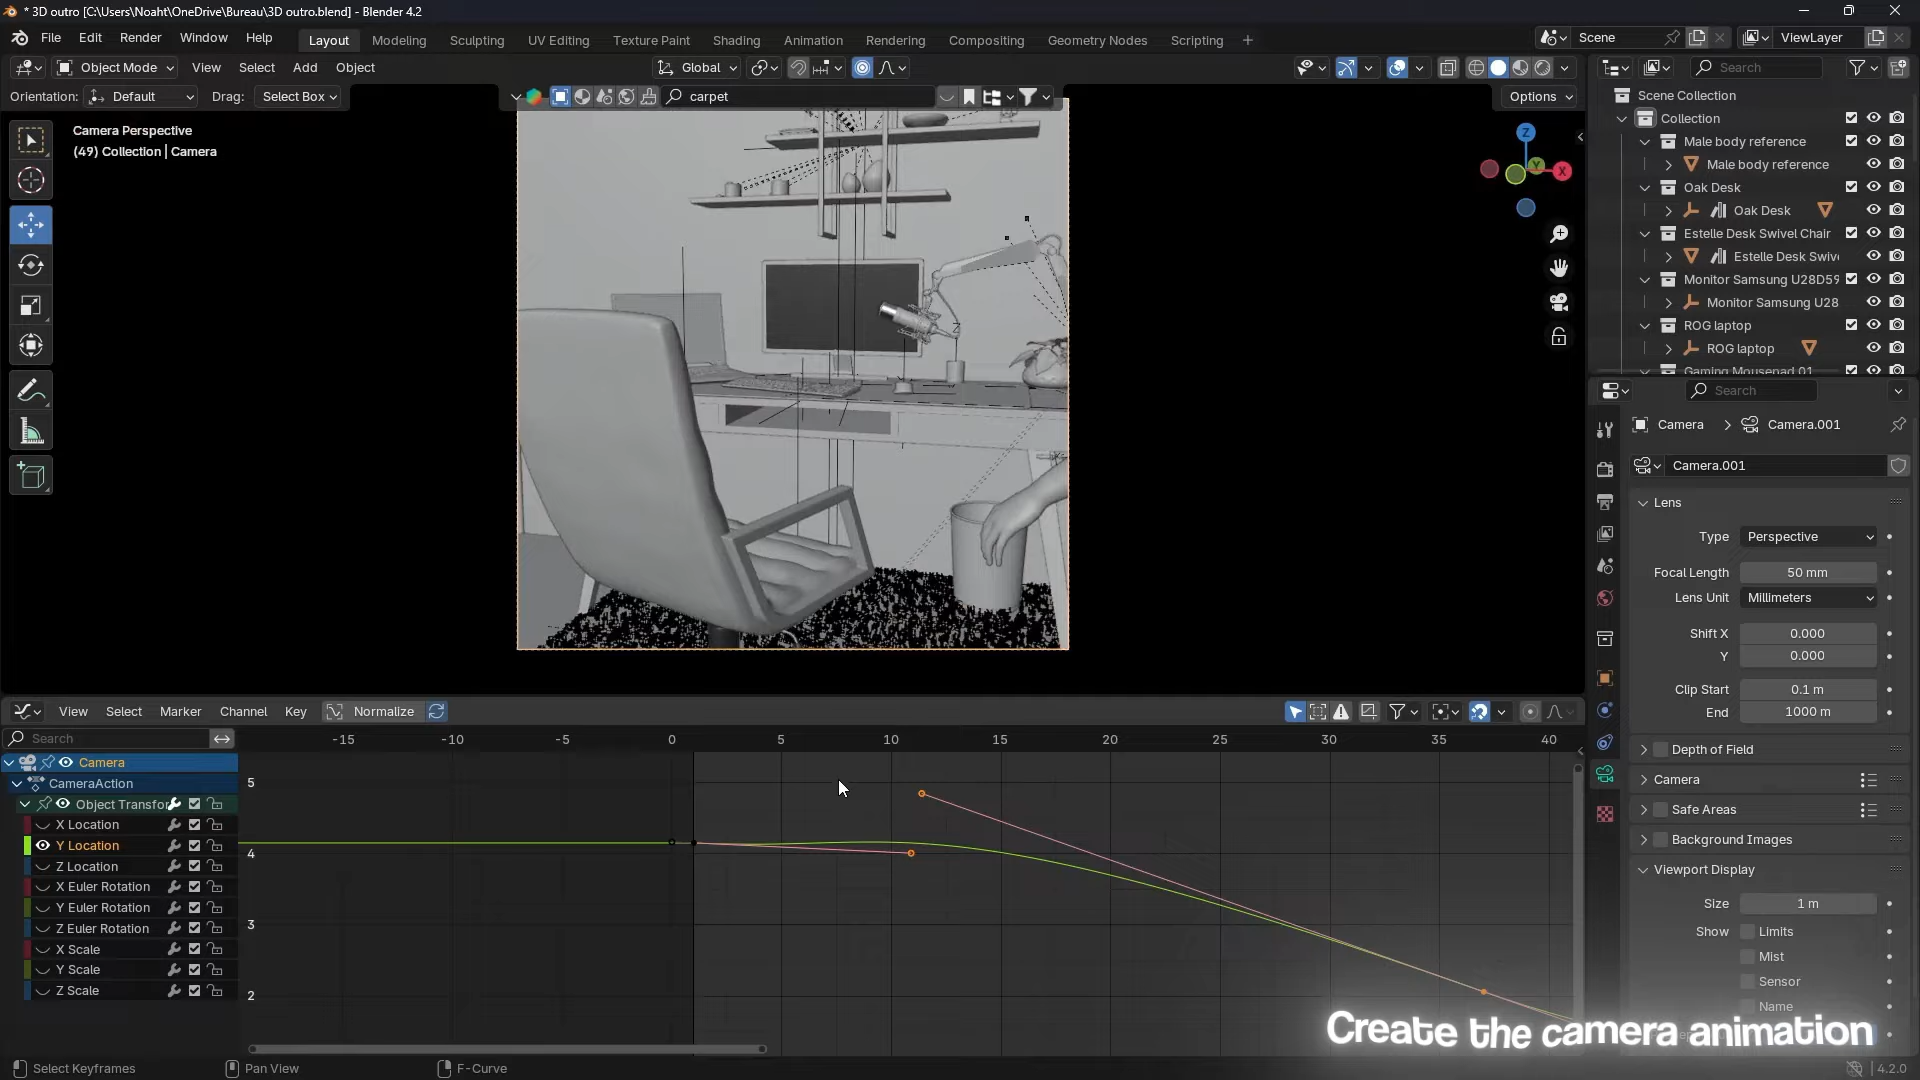 * 3D outro [C:\Users\Noaht\OneDrive\Bureau\3D outro.blend] - Blender 4.2
File Edit Render Window Help Layout Modeling Sculpting UV Editing Texture Paint Shading Animation Rendering Compositing Geometry Nodes Scripting + Scene ViewLayer
Object Mode View Select Add Object Global Search
Orientation: Default Drag: Select Box carpet Options
Camera Perspective
(49) Collection | Camera
Z
Y
X
Scene Collection
Collection
Male body reference
Male body reference
Oak Desk
Oak Desk
Estelle Desk Swivel Chair
Estelle Desk Swiv
Monitor Samsung U28D59
Monitor Samsung U28
ROG laptop
ROG laptop
Gaming Mousepad 01
Search
Camera > Camera.001
Camera.001
Lens
Type Perspective
Focal Length 50 mm
Lens Unit Millimeters
Shift X 0.000
Y 0.000
Clip Start 0.1 m
End 1000 m
Depth of Field
Camera
Safe Areas
Background Images
Viewport Display
Size 1 m
Show Limits
Mist
Sensor
Name
View Select Marker Channel Key Normalize
Search
-15 -10 -5 0 5 10 15 20 25 30 35 40
Camera
CameraAction
Object Transfor
X Location
Y Location
Z Location
X Euler Rotation
Y Euler Rotation
Z Euler Rotation
X Scale
Y Scale
Z Scale
5
4
3
2
Create the camera animation
Select Keyframes Pan View F-Curve 4.2.0